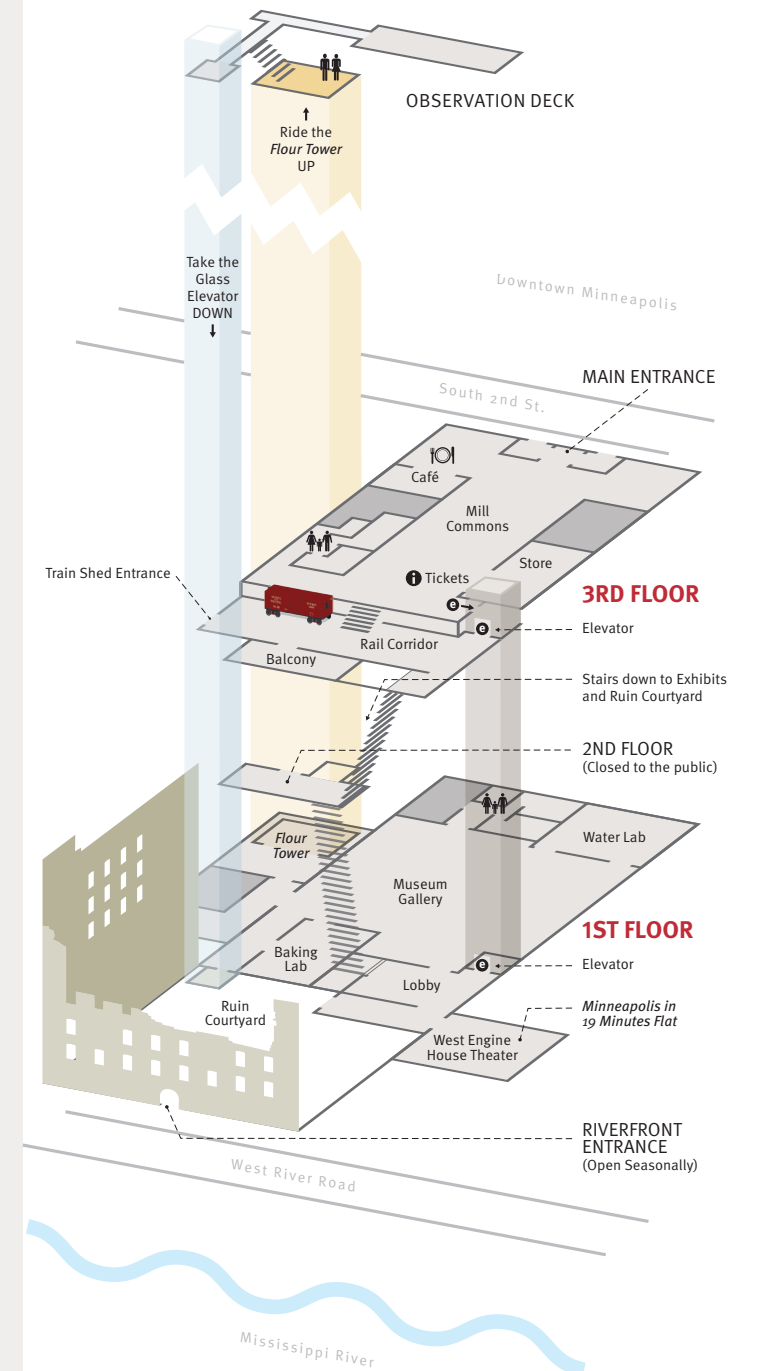 OBSERVATION DECK
Ride the
Flour Tower
UP
Take the
Glass
Elevator
DOWN
Downtown Minneapolis
South 2nd St.
MAIN ENTRANCE
Café
Mill
Commons
Store
i Tickets
Train Shed Entrance
e
3RD FLOOR
e
Elevator
Rail Corridor
Balcony
Stairs down to Exhibits
and Ruin Courtyard
2ND FLOOR
(Closed to the public)
Flour
Tower
Water Lab
Museum
Gallery
1ST FLOOR
Baking
Lab
e
Elevator
Lobby
Ruin
Courtyard
Minneapolis in
19 Minutes Flat
West Engine
House Theater
RIVERFRONT
ENTRANCE
(Open Seasonally)
West River Road
Mississippi River